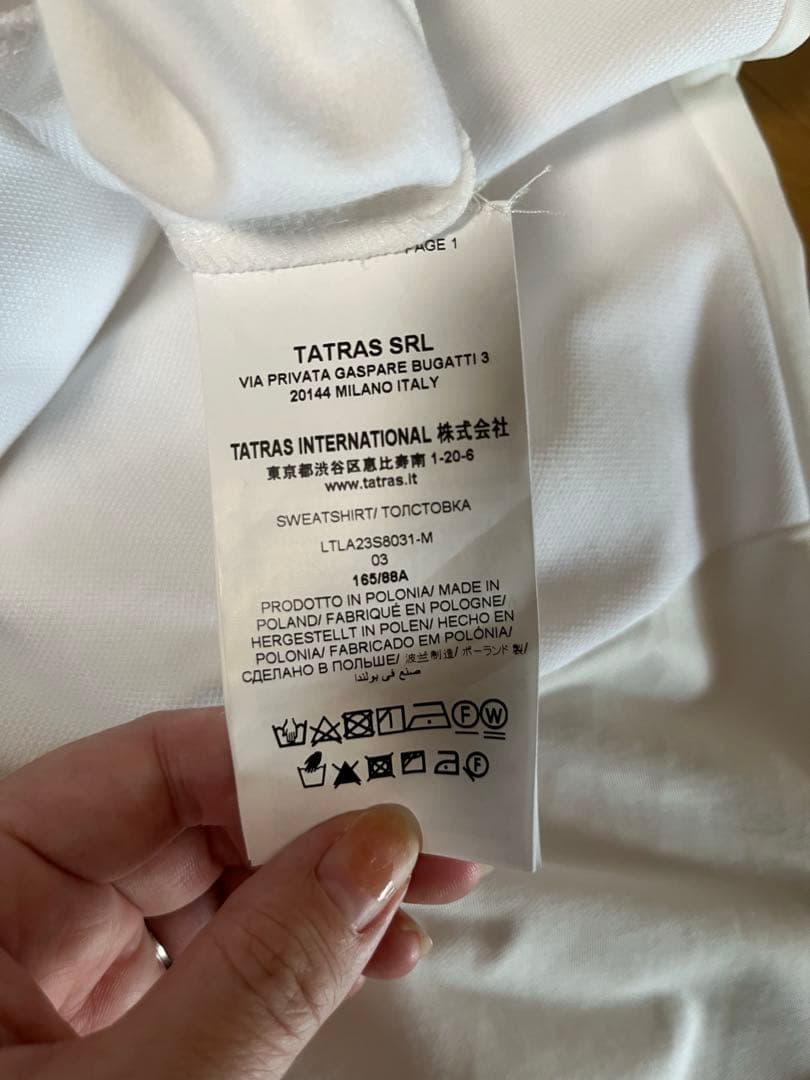 PAGE 1
TATRAS SRL
VIA PRIVATA GASPARE BUGATTI 3
20144 MILANO ITALY
TATRAS INTERNATIONAL 株式会社
東京都渋谷区恵比寿南 1-20-6
www.tatras.it
SWEATSHIRT/ ТОЛСТОВКА
LTLA23S8031-M
03
165/88A
PRODOTTO IN POLONIA/ MADE IN
POLAND/ FABRIQUÉ EN POLOGNE/
HERGESTELLT IN POLEN/ HECHO EN
POLONIA/ FABRICADO EM POLÓNIA/
СДЕЛАНО В ПОЛЬШЕ/ 波兰制造/ ポーランド 製/
صنع في بولندا
F W
F